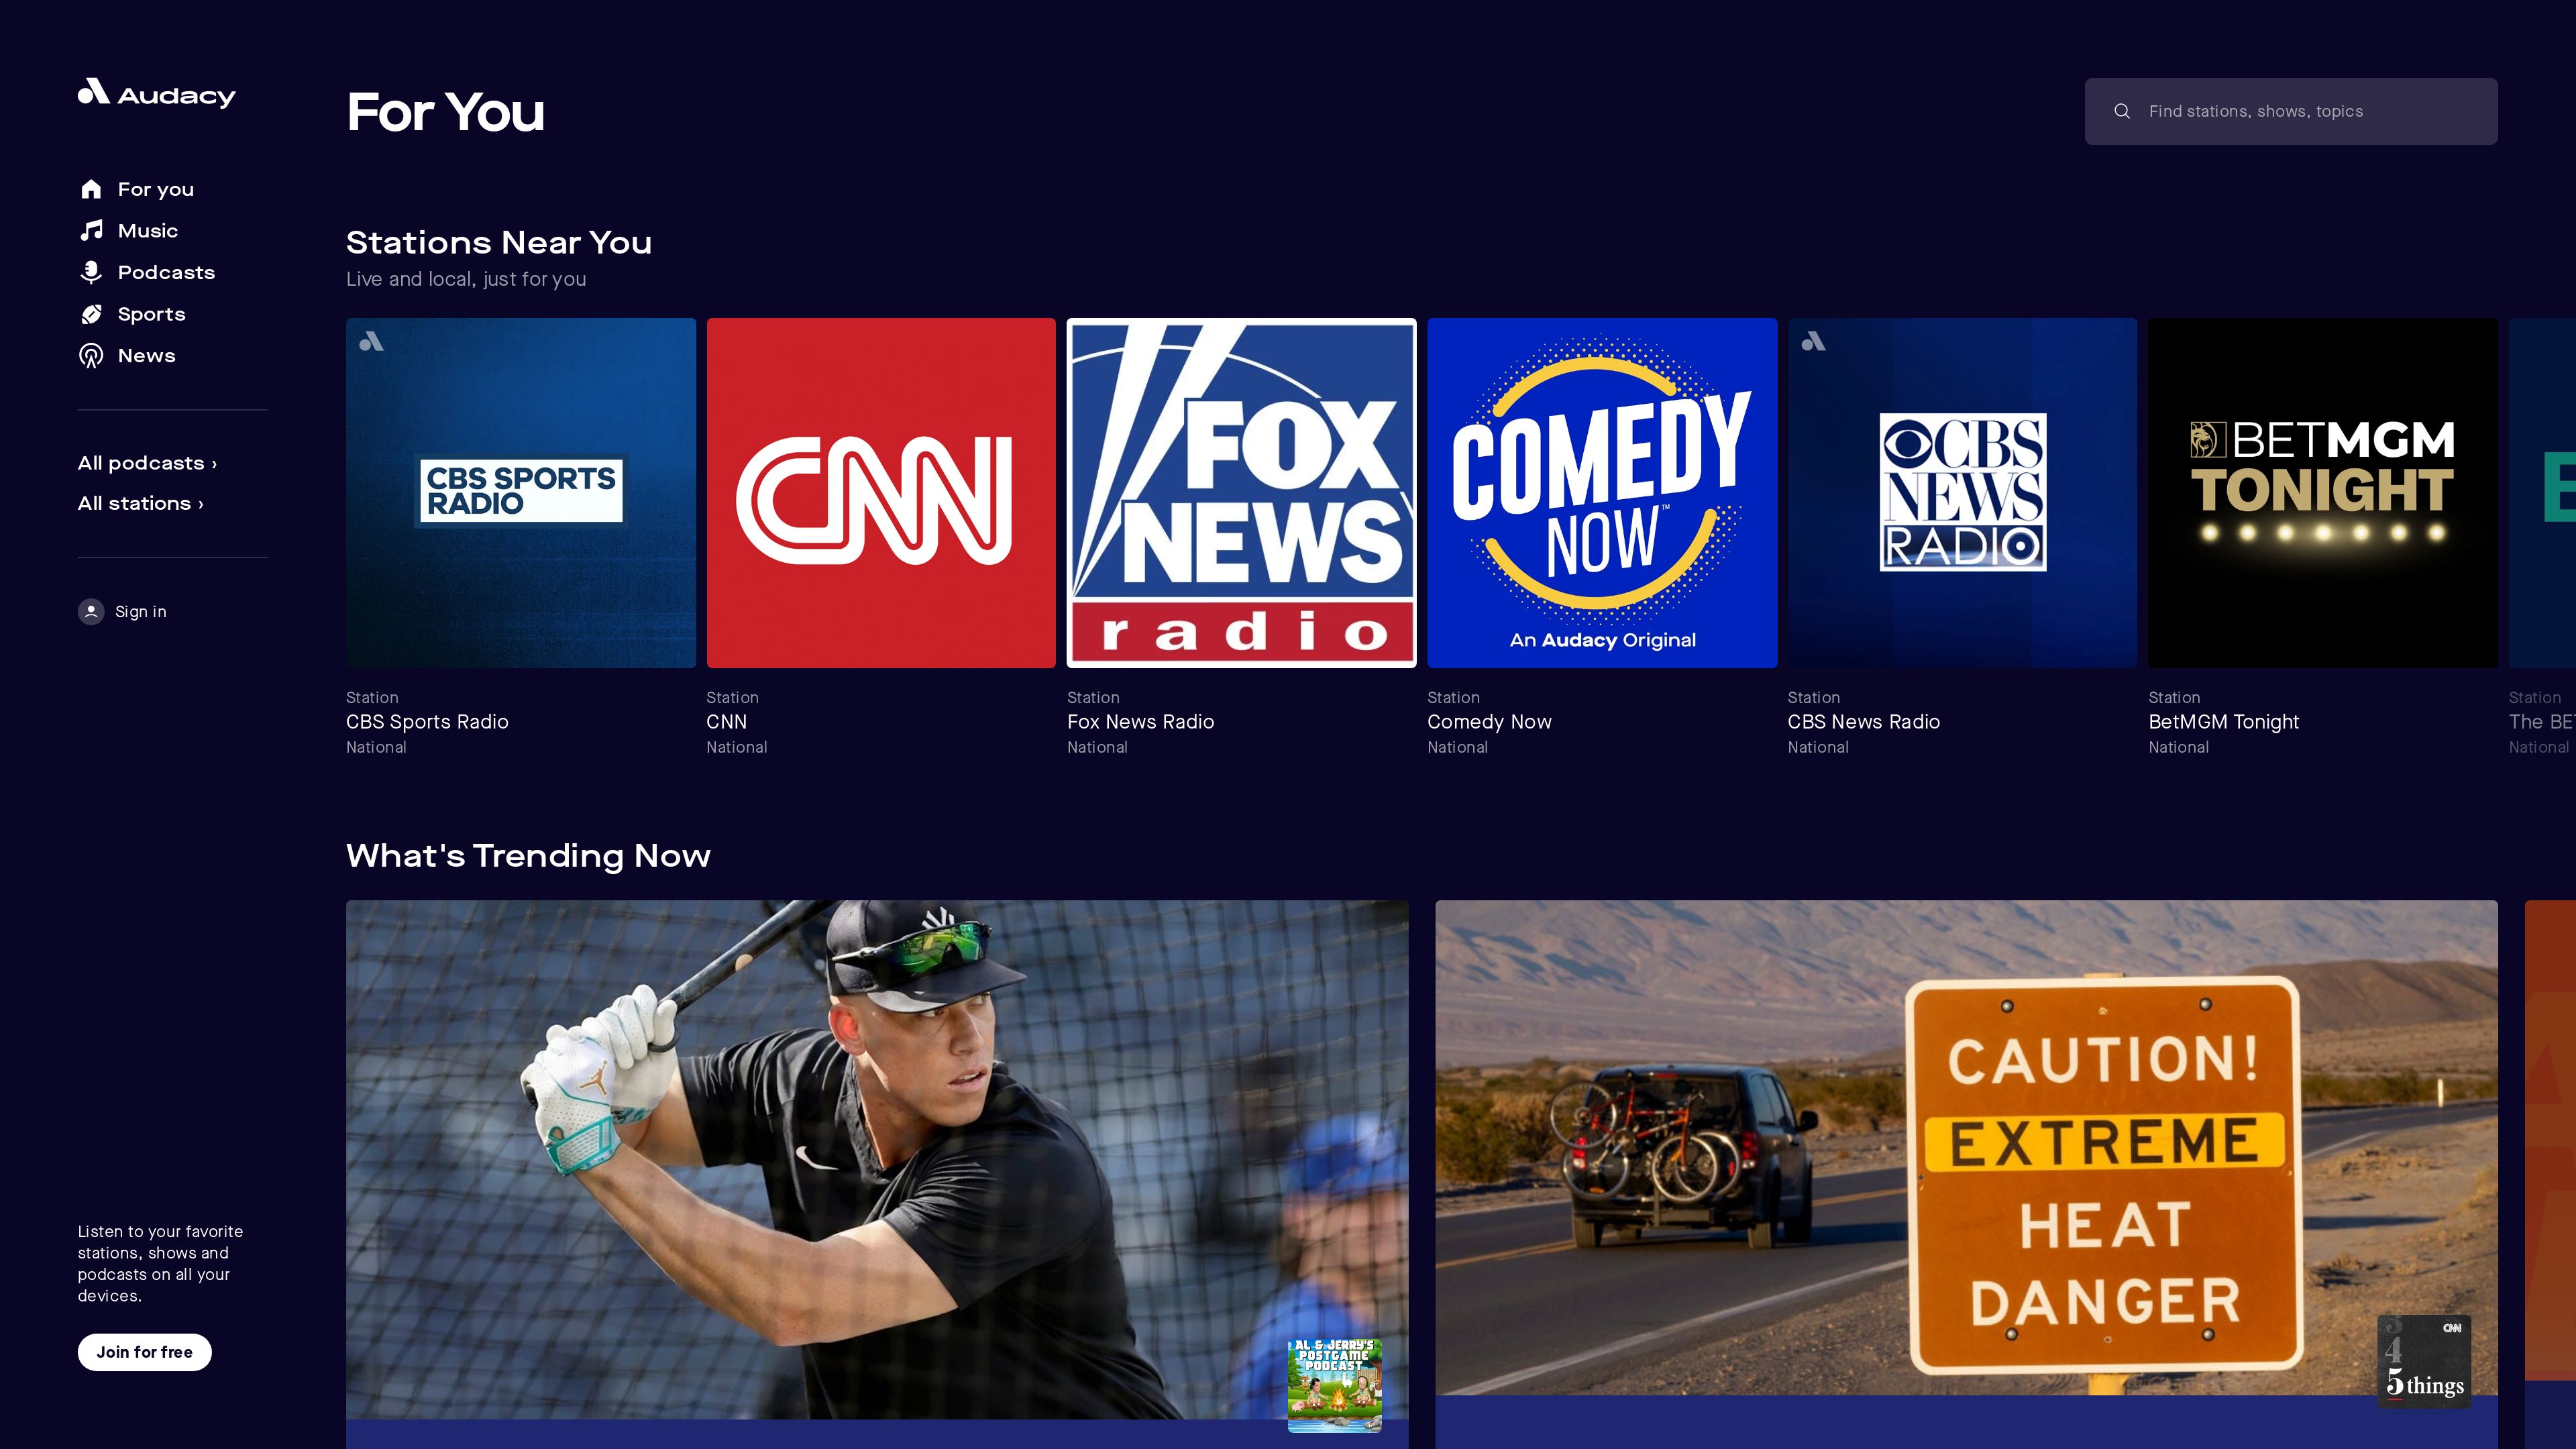 Audacy
For You
Find stations, shows, topics
For you
Music
Podcasts
Sports
News
All podcasts ›
All stations ›
Sign in
Listen to your favorite
stations, shows and
podcasts on all your
devices.
Join for free
Stations Near You
Live and local, just for you
CBS SPORTS
RADIO
Station
CBS Sports Radio
National
CNN
Station
CNN
National
FOX
NEWS
radio
Station
Fox News Radio
National
COMEDY
NOW™
An Audacy Original
Station
Comedy Now
National
CBS
NEWS
RADIO
Station
CBS News Radio
National
BETMGM
TONIGHT
Station
BetMGM Tonight
National
Station
The BE
National
What's Trending Now
AL & JERRY'S
POSTGAME
PODCAST
CAUTION!
EXTREME
HEAT
DANGER
CNN
3
4
5 things